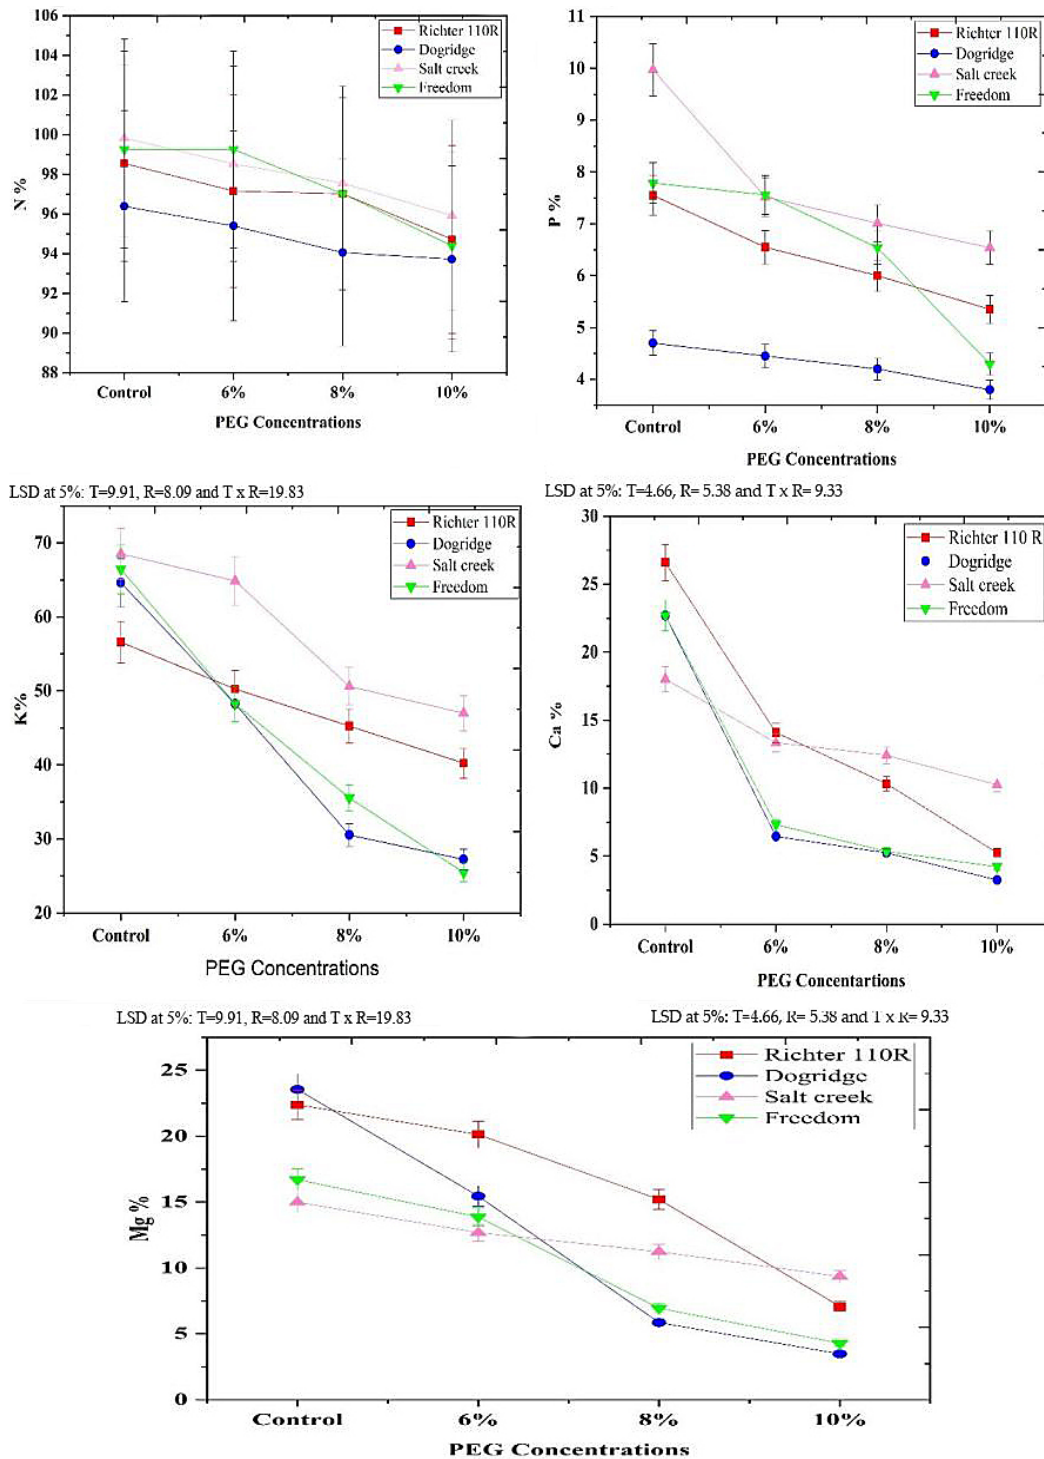 106
104
102
100
98
96
94
92
90
88
N %
Control 6% 8% 10%
PEG Concentrations
Richter 110R
Dogridge
Salt creek
Freedom
11
10
9
8
7
6
5
4
P %
Control 6% 8% 10%
PEG Concentrations
Richter 110R
Dogridge
Salt creek
Freedom
LSD at 5%: T=9.91, R=8.09 and T x R=19.83
LSD at 5%: T=4.66, R= 5.38 and T x R= 9.33
70
60
50
40
30
20
K%
Control 6% 8% 10%
PEG Concentrations
Richter 110R
Dogridge
Salt creek
Freedom
30
25
20
15
10
5
0
Ca %
Control 6% 8% 10%
PEG Concentartions
Richter 110 R
Dogridge
Salt creek
Freedom
LSD at 5%: T=9.91, R=8.09 and T x R=19.83
LSD at 5%: T=4.66, R= 5.38 and T x R= 9.33
25
20
15
10
5
0
Mg %
Control 6% 8% 10%
PEG Concentrations
Richter 110R
Dogridge
Salt creek
Freedom